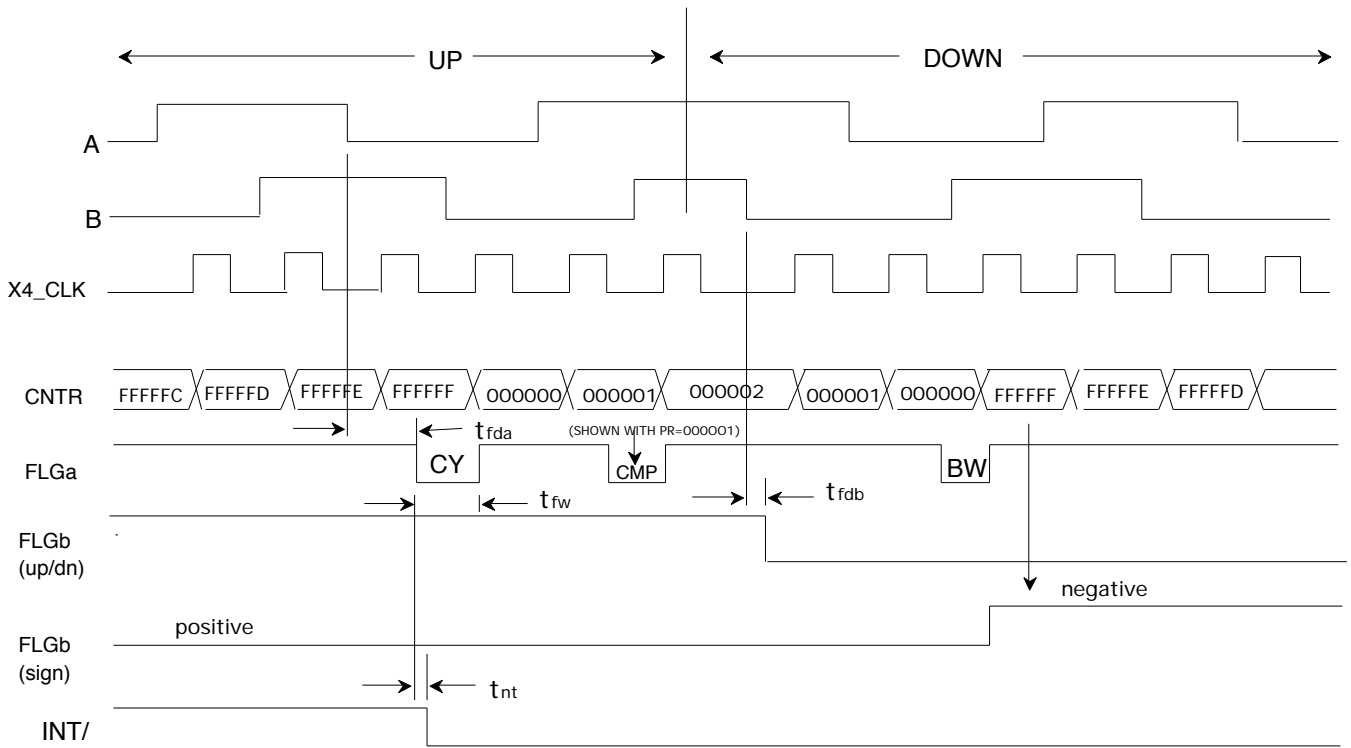 UP DOWN
A
B
X4_CLK
CNTR FFFFFC FFFFFD FFFFFE FFFFFF 000000 000001 000002 000001 000000 FFFFFF FFFFFE FFFFFD
tfda (SHOWN WITH PR=000001)
FLGa CY CMP BW
tfw tfdb
FLGb
(up/dn)
negative
positive
FLGb
(sign)
tnt
INT/